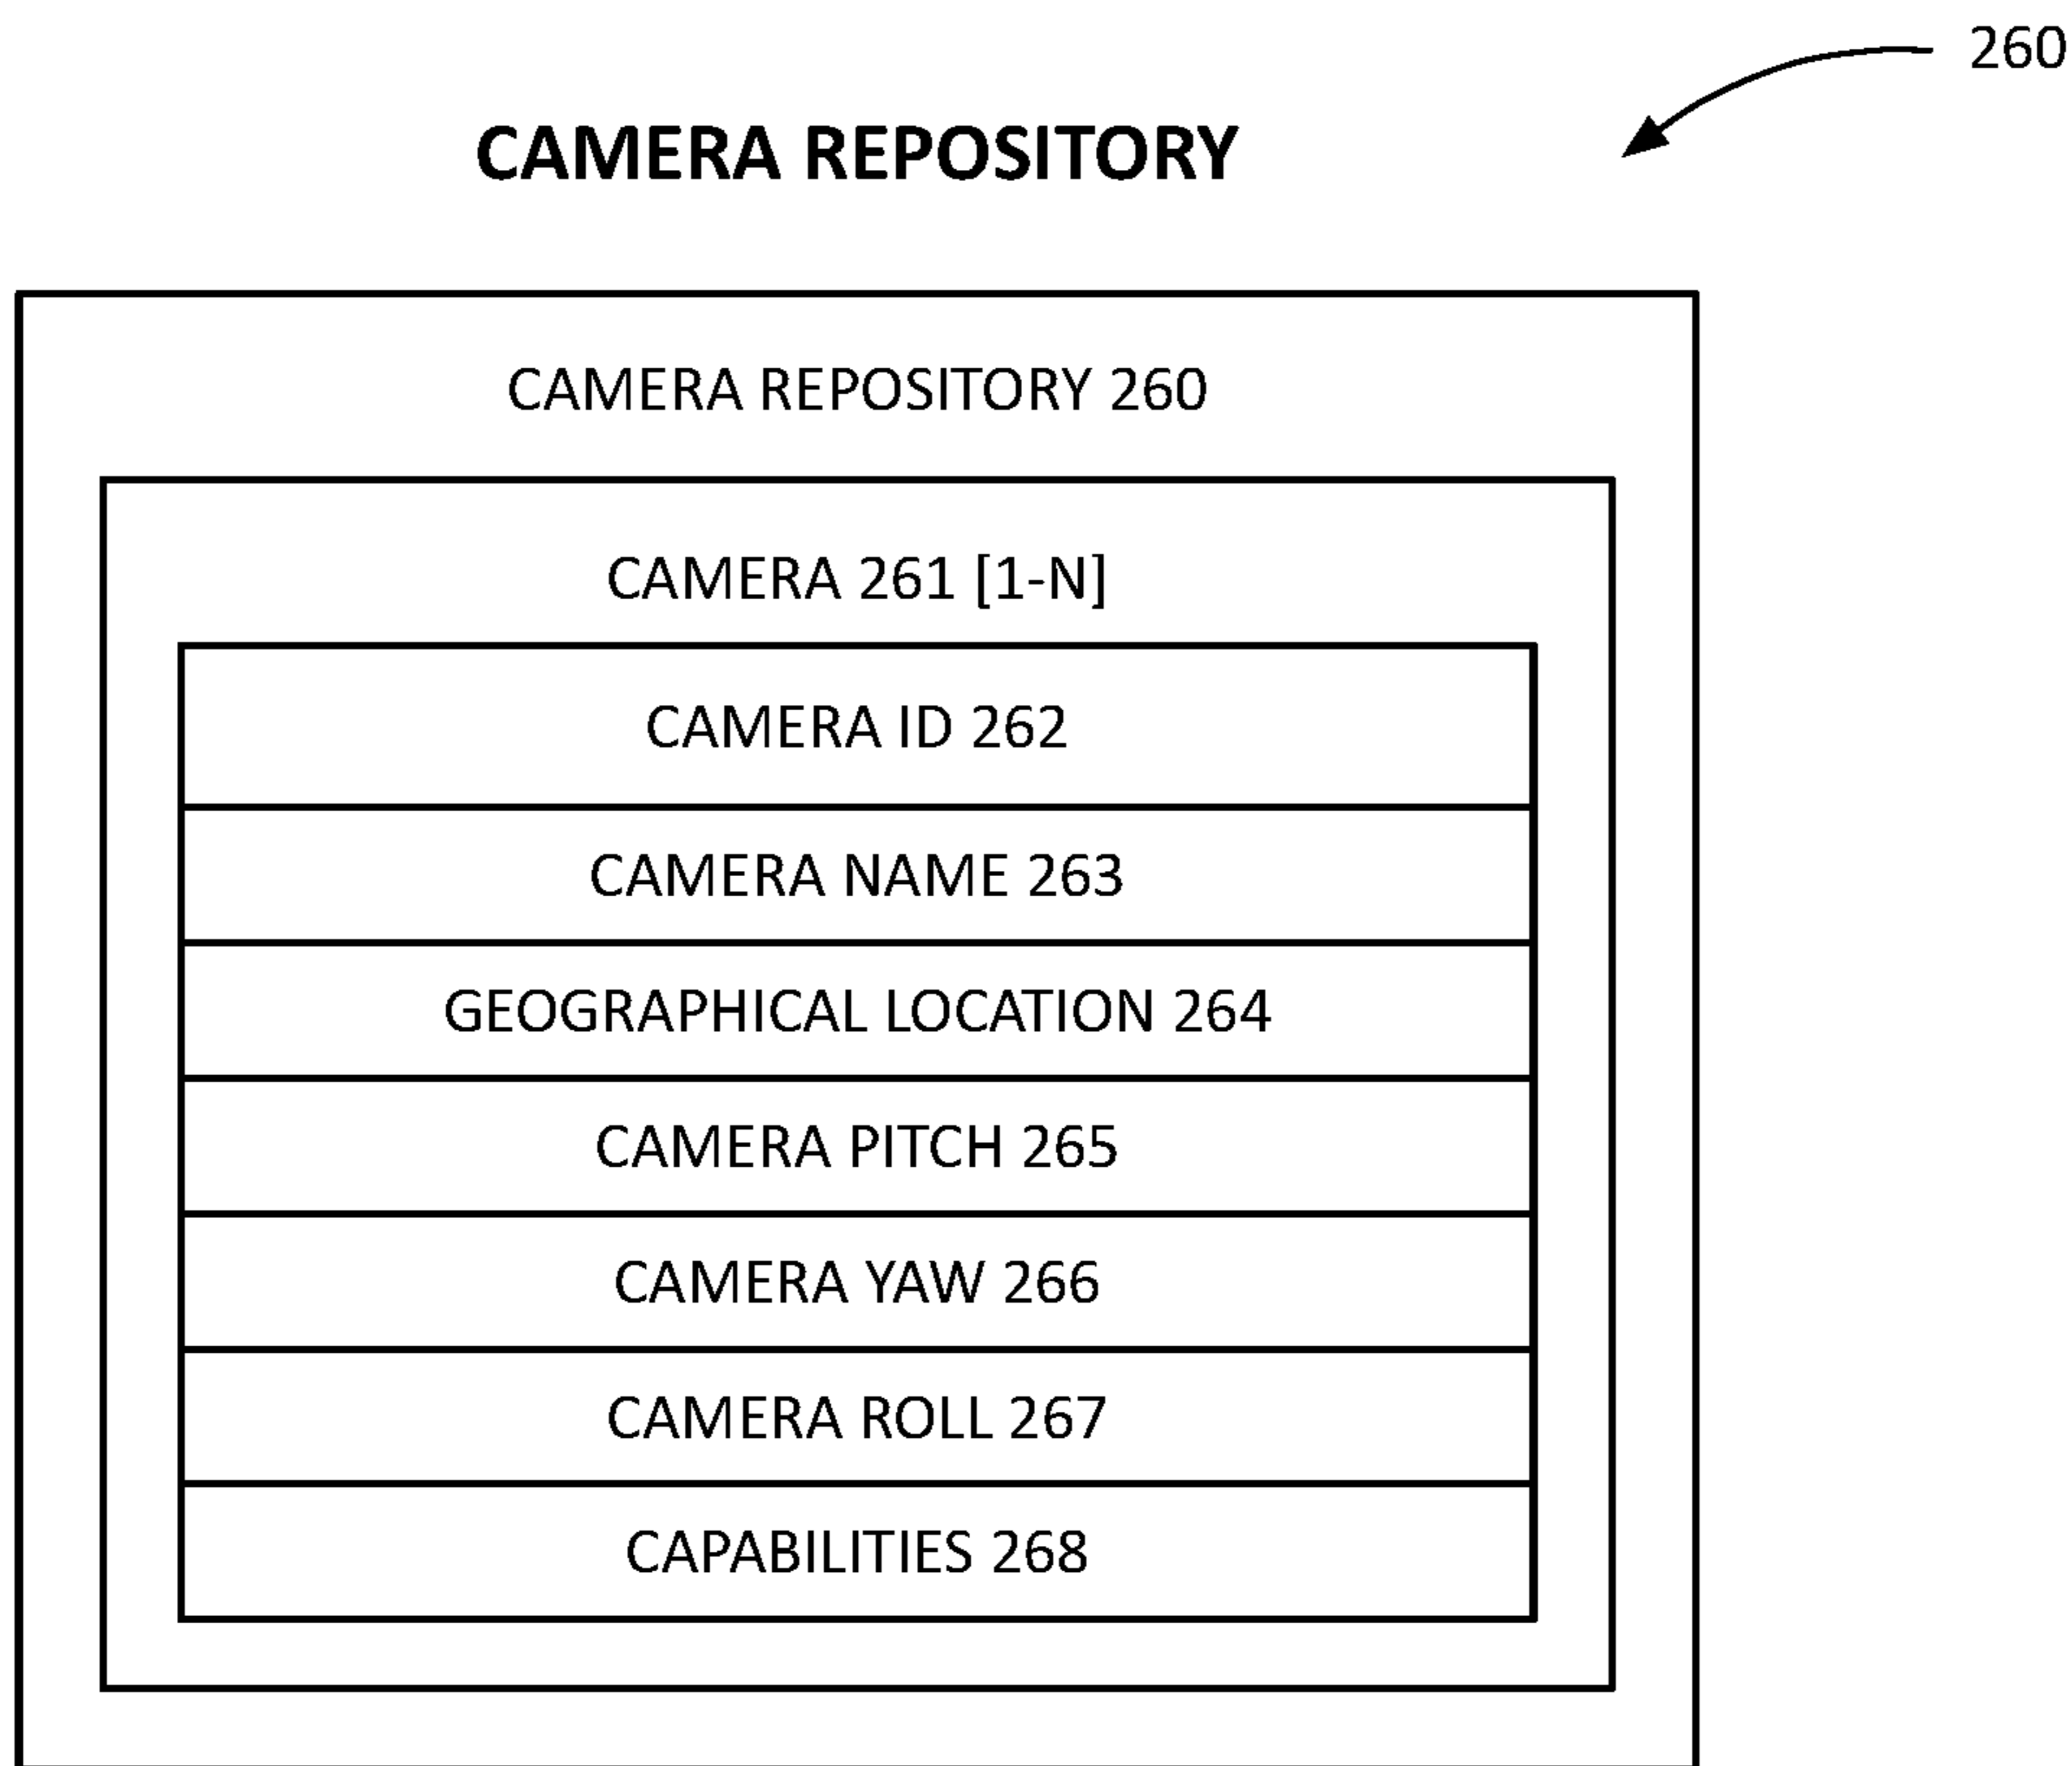 260
CAMERA REPOSITORY
CAMERA REPOSITORY 260
CAMERA 261 [1-N]
CAMERA ID 262
CAMERA NAME 263
GEOGRAPHICAL LOCATION 264
CAMERA PITCH 265
CAMERA YAW 266
CAMERA ROLL 267
CAPABILITIES 268